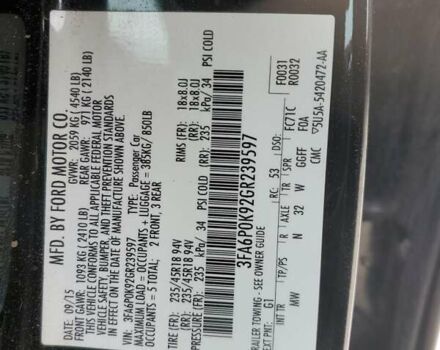 MFD. BY FORD MOTOR CO.
DATE: 09/15 GVWR: 2059 KG ( 4540 LB)
FRONT GAWR: 1093 KG ( 2410 LB) REAR GAWR: 971 KG ( 2140 LB)
THIS VEHICLE CONFORMS TO ALL APPLICABLE FEDERAL MOTOR
VEHICLE SAFETY, BUMPER, AND THEFT PREVENTION STANDARDS
IN EFFECT ON THE DATE OF MANUFACTURE SHOWN ABOVE.
VIN: 3FA6P0K92GR239597 TYPE: Passenger Car
MAXIMUM LOAD = OCCUPANTS + LUGGAGE = 385KG / 850LB
OCCUPANTS = 5 TOTAL, 2 FRONT, 3 REAR
TIRES (FR): 235/45R18 94V RIMS (FR): 18x8.0J
(RR): 235/45R18 94V (RR): 18x8.0J
(FR): 235 kPa/ 34 PSI COLD
(RR): 235 kPa/ 34 PSI COLD
3FA6P0K92GR239597
TRAILER TOWING - SEE OWNERS GUIDE
EXT PNT: G1 RC: 53 F0031
R0032
INT TR TP/PS R AXLE TR SPR FC71C
MW N 32 W GGFF F0A
CMC 5U5A-5420472-AA